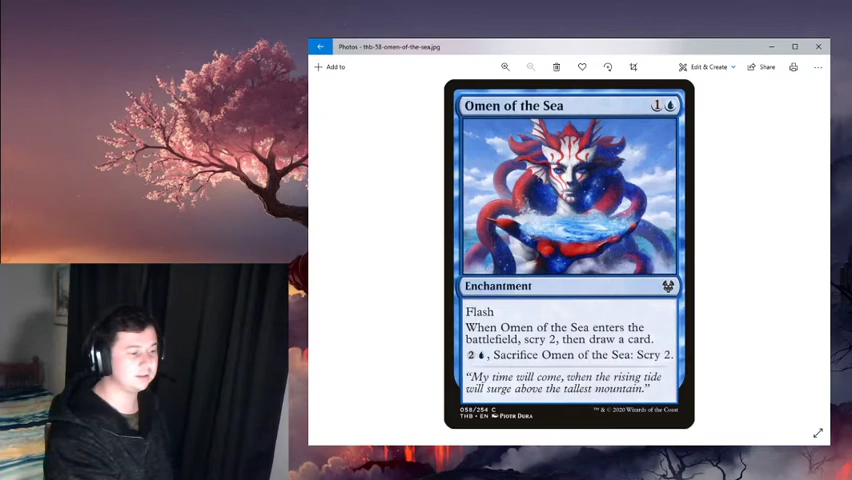 Photos - thb-58-omen-of-the-sea.jpg
Add to
Edit & Create
Share
Omen of the Sea
1
Enchantment
Flash
When Omen of the Sea enters the
battlefield, scry 2, then draw a card.
2, Sacrifice Omen of the Sea: Scry 2.
"My time will come, when the rising tide
will surge above the tallest mountain."
058/254 C
THB • EN Piotr Dura
™ & © 2020 Wizards of the Coast